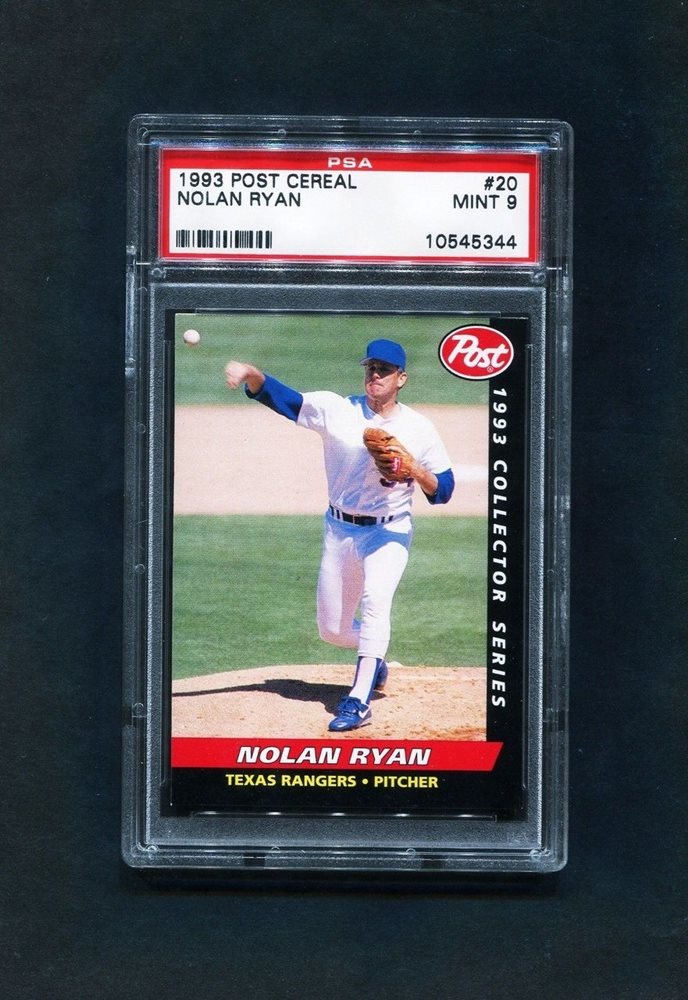 PSA
1993 POST CEREAL #20
NOLAN RYAN MINT 9
10545344
Post®
1993 COLLECTOR SERIES
NOLAN RYAN
TEXAS RANGERS • PITCHER